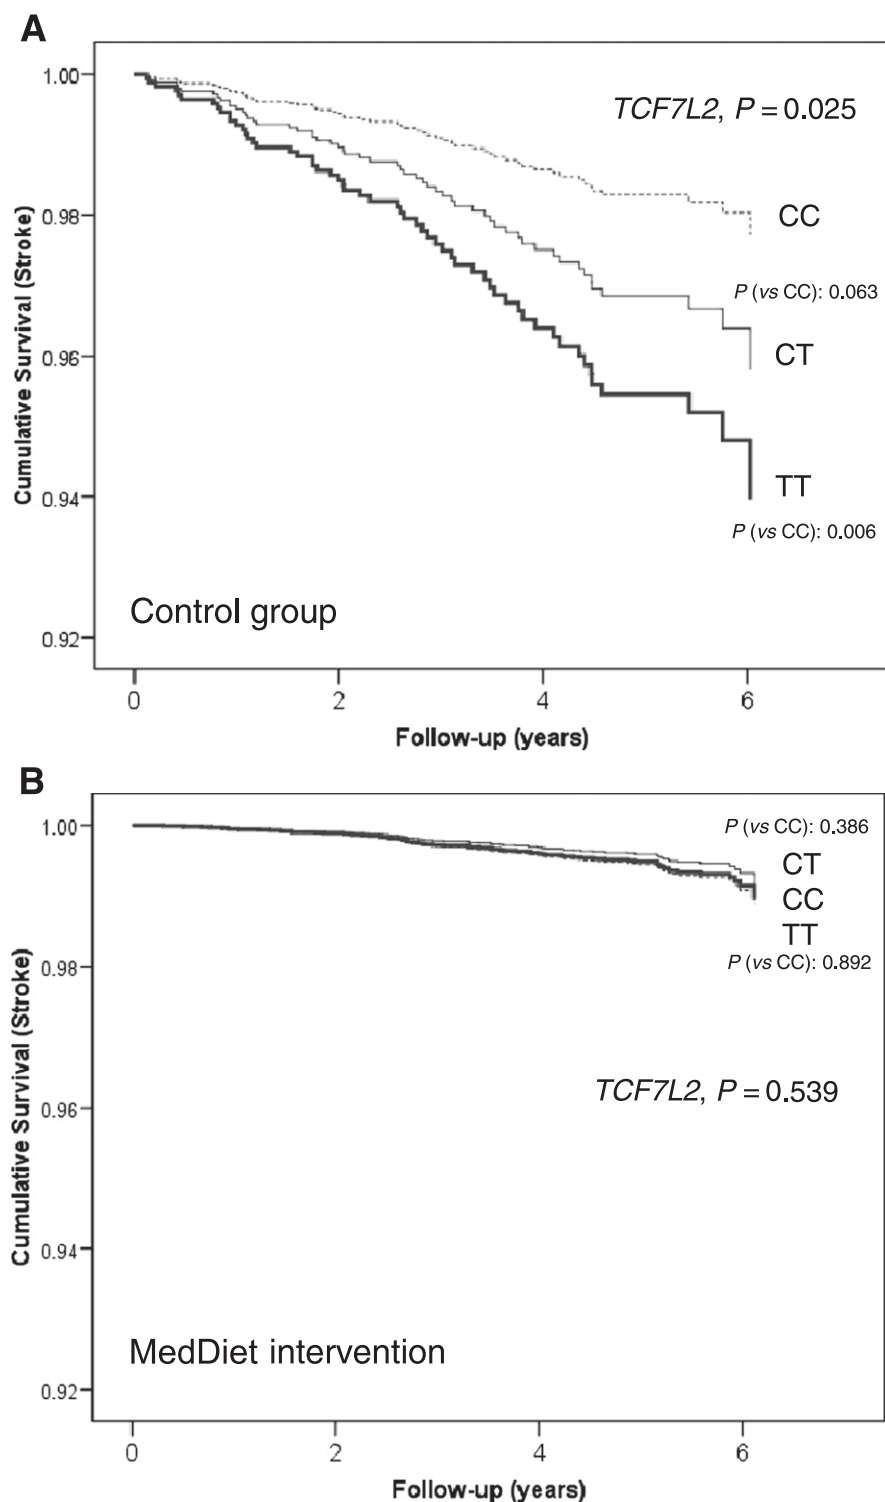 A
1.00
TCF7L2, P = 0.025
CC
0.98
P (vs CC): 0.063
CT
0.96
TT
0.94
P (vs CC): 0.006
Control group
0.92
0 2 4 6
Follow-up (years)
Cumulative Survival (Stroke)
B
1.00
P (vs CC): 0.386
CT
CC
TT
P (vs CC): 0.892
0.98
TCF7L2, P = 0.539
0.96
0.94
MedDiet intervention
0.92
0 2 4 6
Follow-up (years)
Cumulative Survival (Stroke)